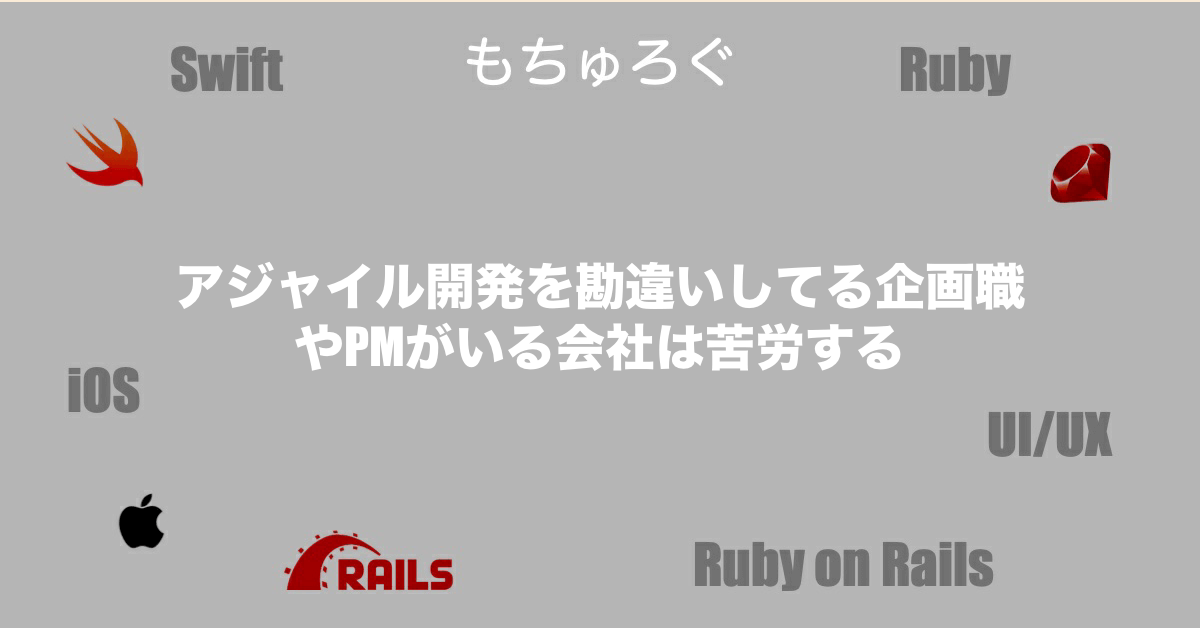 Swift
もちゅろぐ
Ruby
アジャイル開発を勘違いしてる企画職
やPMがいる会社は苦労する
iOS
UI/UX
RAILS
Ruby on Rails